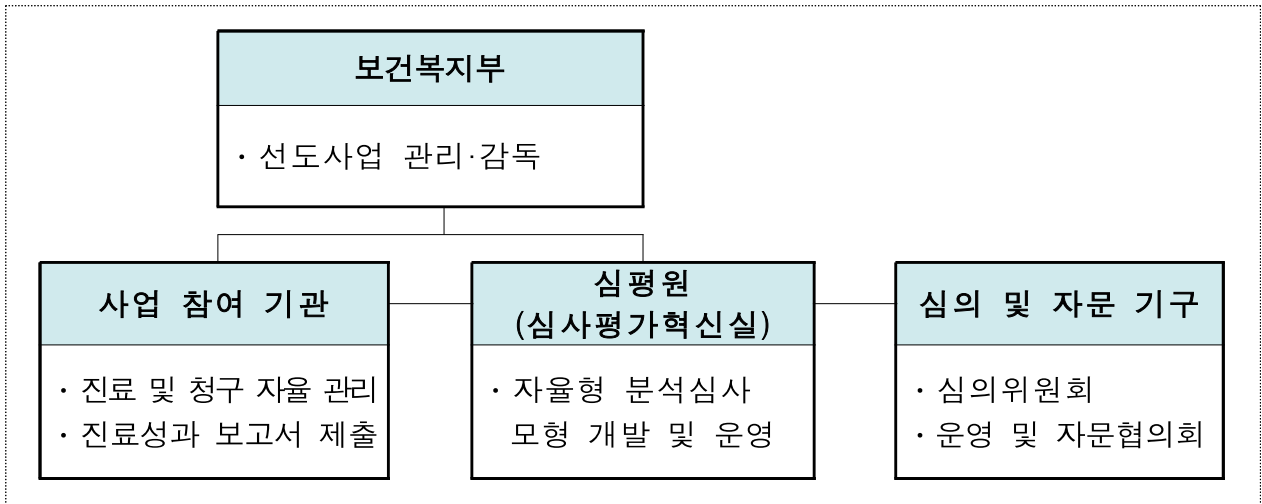 보건복지부
· 선도사업 관리·감독
사업 참여 기관
· 진료 및 청구 자율 관리
· 진료성과 보고서 제출
심평원
(심사평가혁신실)
· 자율형 분석심사
모형 개발 및 운영
심의 및 자문 기구
· 심의위원회
· 운영 및 자문협의회